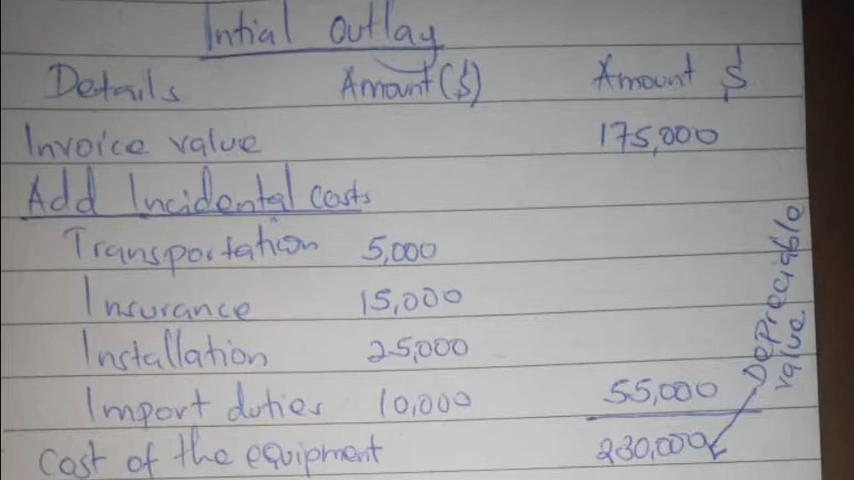 Intial Outlay
Details Amount ($) Amount $
Invoice value 175,000
Add Incidental costs
Transportation 5,000
Insurance 15,000
Installation 25,000
Import duties 10,000 55,000
Cost of the equipment 230,000
Depreciable
value